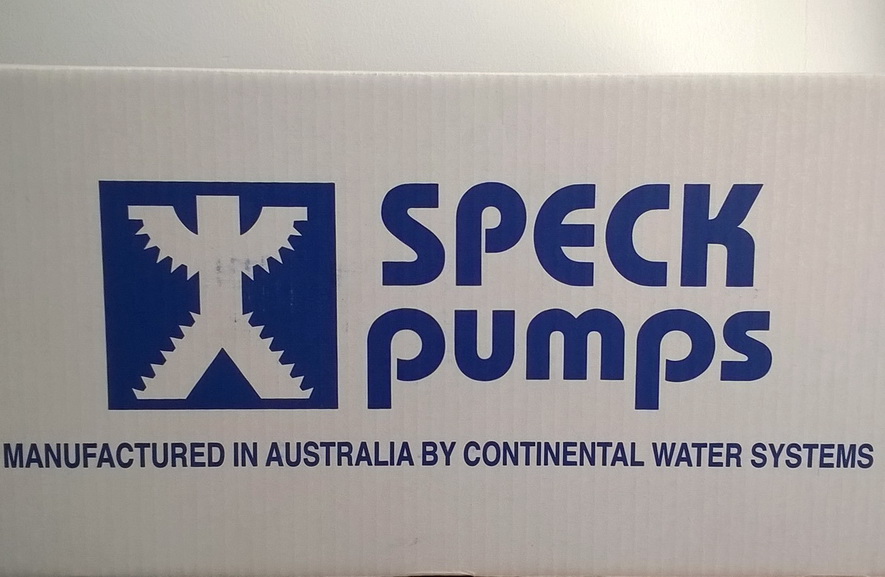 SPECK
pumps
MANUFACTURED IN AUSTRALIA BY CONTINENTAL WATER SYSTEMS